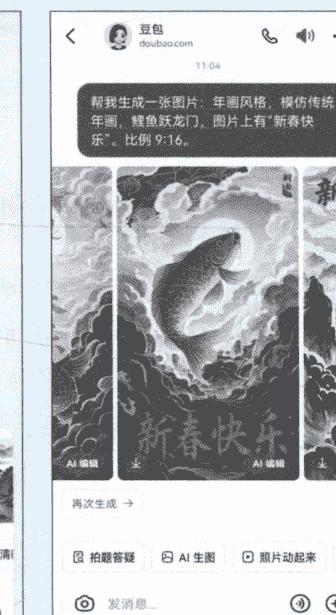 豆包
doubao.com
11:04
帮我生成一张图片：年画风格，模仿传统
年画，鲤鱼跃龙门，图片上有“新春快
乐”。比例 9:16。
新
新春快乐
AI 编辑
AI 编辑
再次生成 →
清
拍题答疑
AI 生图
照片动起来
发消息...